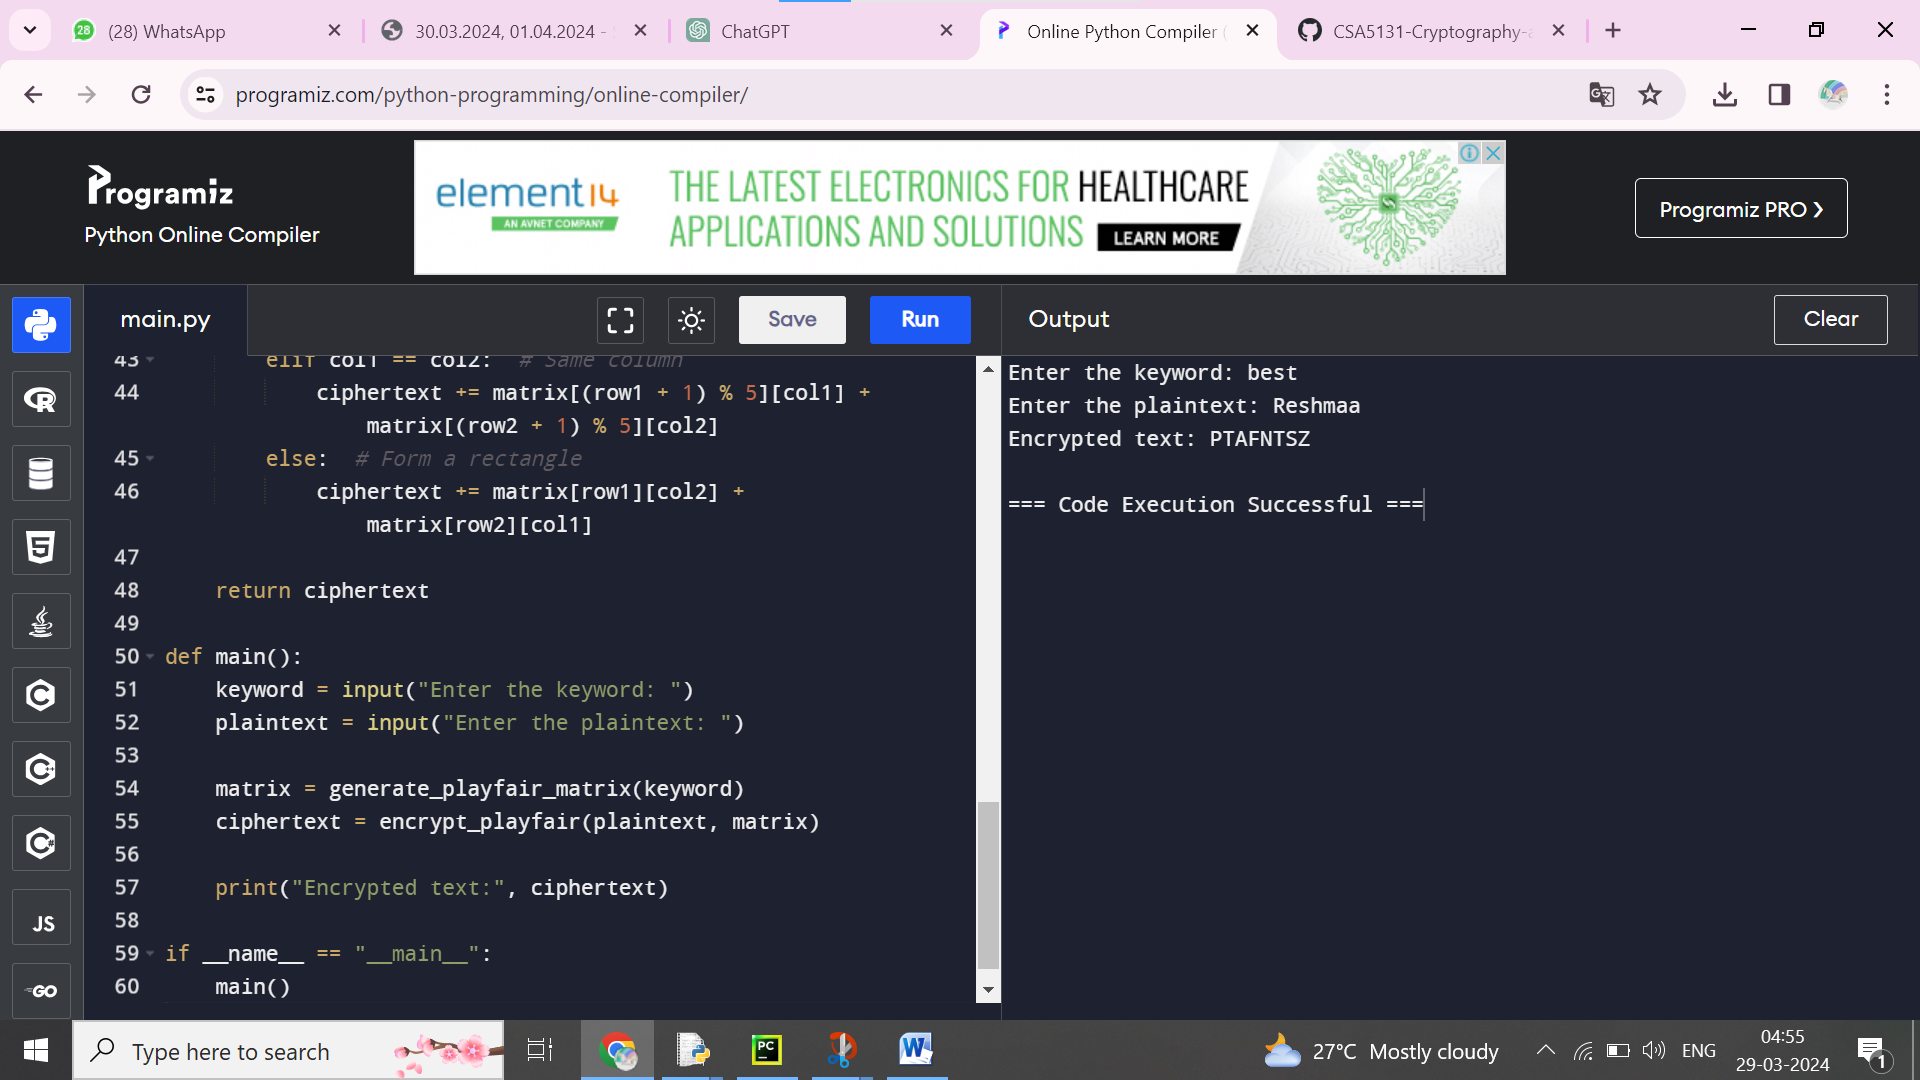 28
(28) WhatsApp
30.03.2024, 01.04.2024 -
ChatGPT
Online Python Compiler
CSA5131-Cryptography-
programiz.com/python-programming/online-compiler/
Programiz
Python Online Compiler
element14
AN AVNET COMPANY
THE LATEST ELECTRONICS FOR HEALTHCARE
APPLICATIONS AND SOLUTIONS
LEARN MORE
Programiz PRO ❯
main.py
Save
Run
Output
Clear
43 elif col1 == col2:  # Same column
44 ciphertext += matrix[(row1 + 1) % 5][col1] +
matrix[(row2 + 1) % 5][col2]
45 else:  # Form a rectangle
46 ciphertext += matrix[row1][col2] +
matrix[row2][col1]
47
48 return ciphertext
49
50 def main():
51 keyword = input("Enter the keyword: ")
52 plaintext = input("Enter the plaintext: ")
53
54 matrix = generate_playfair_matrix(keyword)
55 ciphertext = encrypt_playfair(plaintext, matrix)
56
57 print("Encrypted text:", ciphertext)
58
59 if __name__ == "__main__":
60 main()
Enter the keyword: best
Enter the plaintext: Reshmaa
Encrypted text: PTAFNTSZ
=== Code Execution Successful ===
R
5
C
C++
C#
JS
GO
Type here to search
PC
W
27°C Mostly cloudy
ENG
04:55
29-03-2024
1